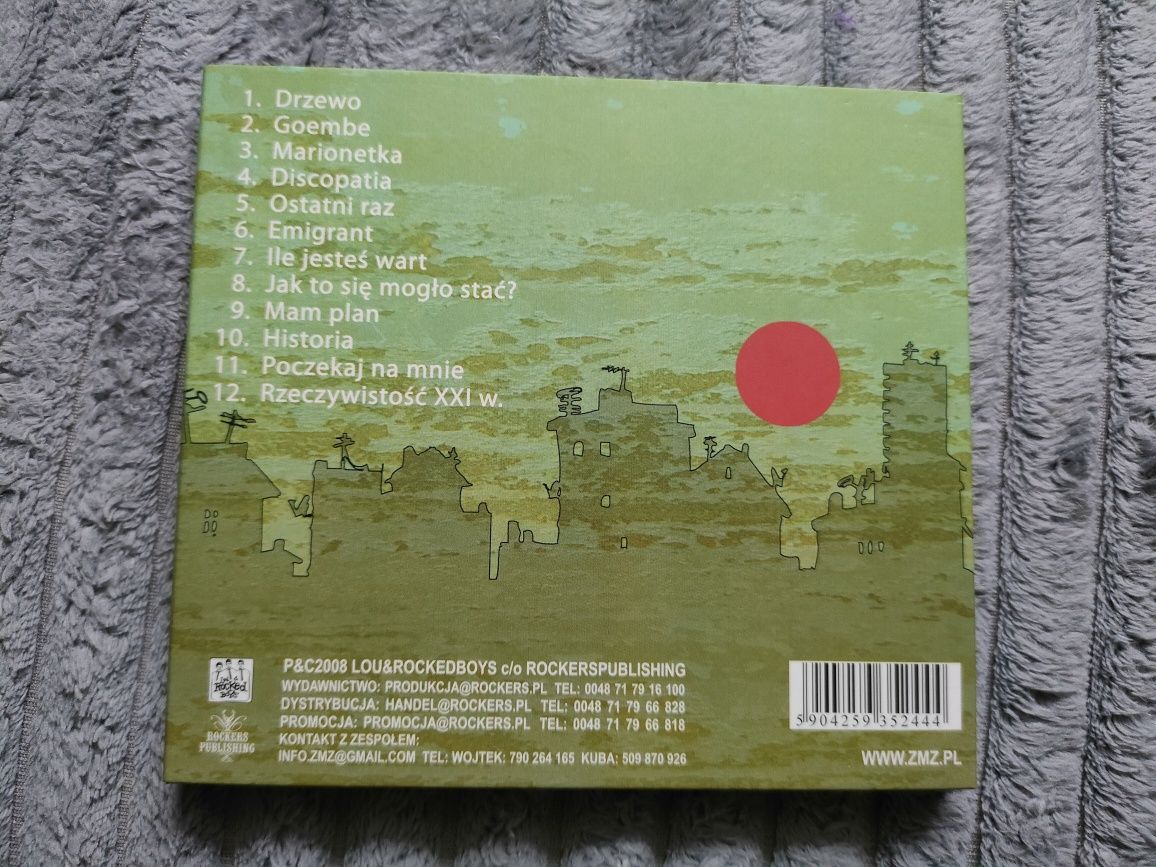 1. Drzewo
2. Goembe
3. Marionetka
4. Discopatia
5. Ostatni raz
6. Emigrant
7. Ile jesteś wart
8. Jak to się mogło stać?
9. Mam plan
10. Historia
11. Poczekaj na mnie
12. Rzeczywistość XXI w.
P&C2008 LOU&ROCKEDBOYS c/o ROCKERSPUBLISHING
WYDAWNICTWO: PRODUKCJA@ROCKERS.PL TEL: 0048 71 79 16 100
DYSTRYBUCJA: HANDEL@ROCKERS.PL TEL: 0048 71 79 66 828
PROMOCJA: PROMOCJA@ROCKERS.PL TEL: 0048 71 79 66 818
KONTAKT Z ZESPOŁEM:
INFO.ZMZ@GMAIL.COM TEL: WOJTEK: 790 264 165 KUBA: 509 870 926
Rocked
Boys
ROCKERS
PUBLISHING
5 904259 352444
WWW.ZMZ.PL